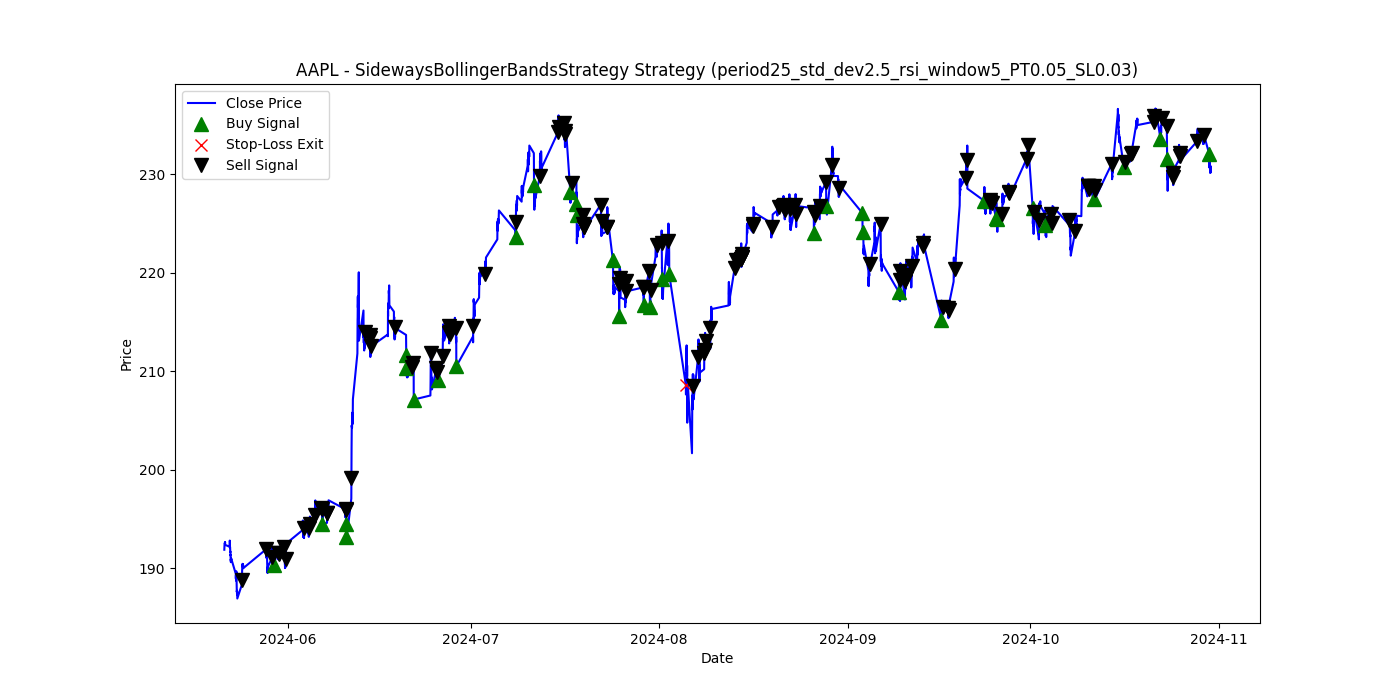 AAPL - SidewaysBollingerBandsStrategy Strategy (period25_std_dev2.5_rsi_window5_PT0.05_SL0.03)
Close Price
Buy Signal
Stop-Loss Exit
Sell Signal
Price
230
220
210
200
190
2024-06 2024-07 2024-08 2024-09 2024-10 2024-11
Date